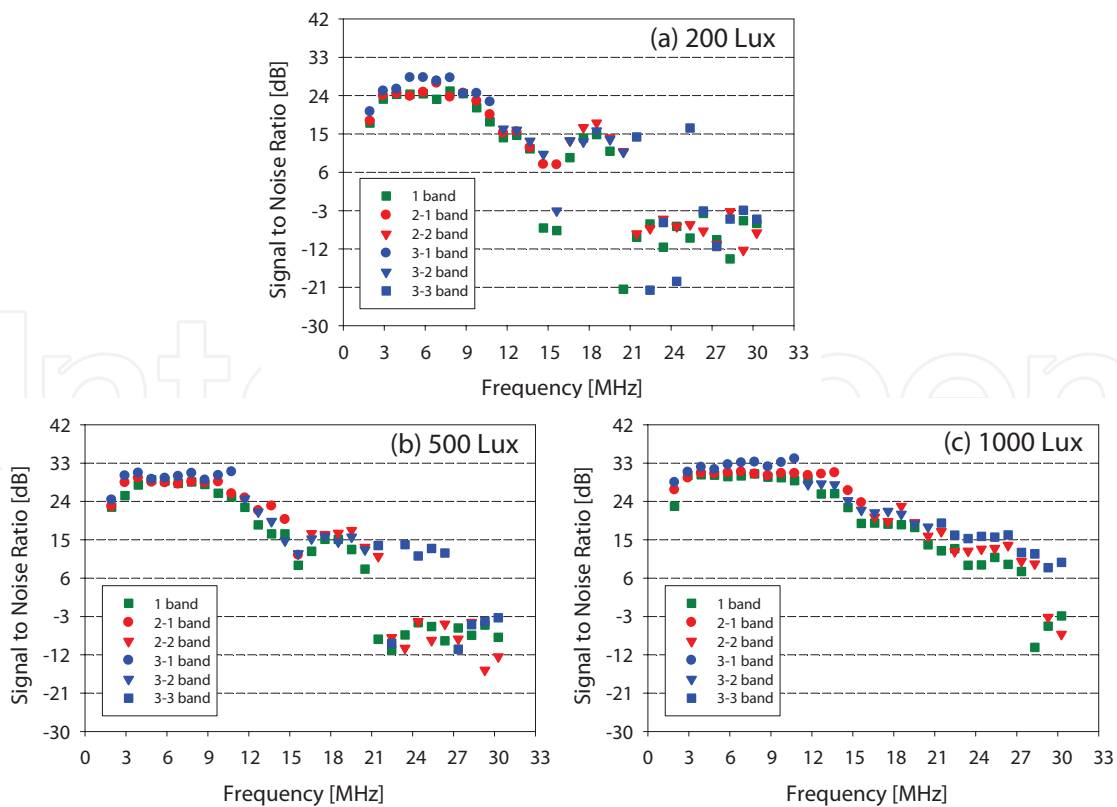 (a) 200 Lux
Signal to Noise Ratio [dB]
42
33
24
15
6
-3
-12
-21
-30
1 band
2-1 band
2-2 band
3-1 band
3-2 band
3-3 band
0 3 6 9 12 15 18 21 24 27 30 33
Frequency [MHz]
(b) 500 Lux
Signal to Noise Ratio [dB]
42
33
24
15
6
-3
-12
-21
-30
1 band
2-1 band
2-2 band
3-1 band
3-2 band
3-3 band
0 3 6 9 12 15 18 21 24 27 30 33
Frequency [MHz]
(c) 1000 Lux
Signal to Noise Ratio [dB]
42
33
24
15
6
-3
-12
-21
-30
1 band
2-1 band
2-2 band
3-1 band
3-2 band
3-3 band
0 3 6 9 12 15 18 21 24 27 30 33
Frequency [MHz]